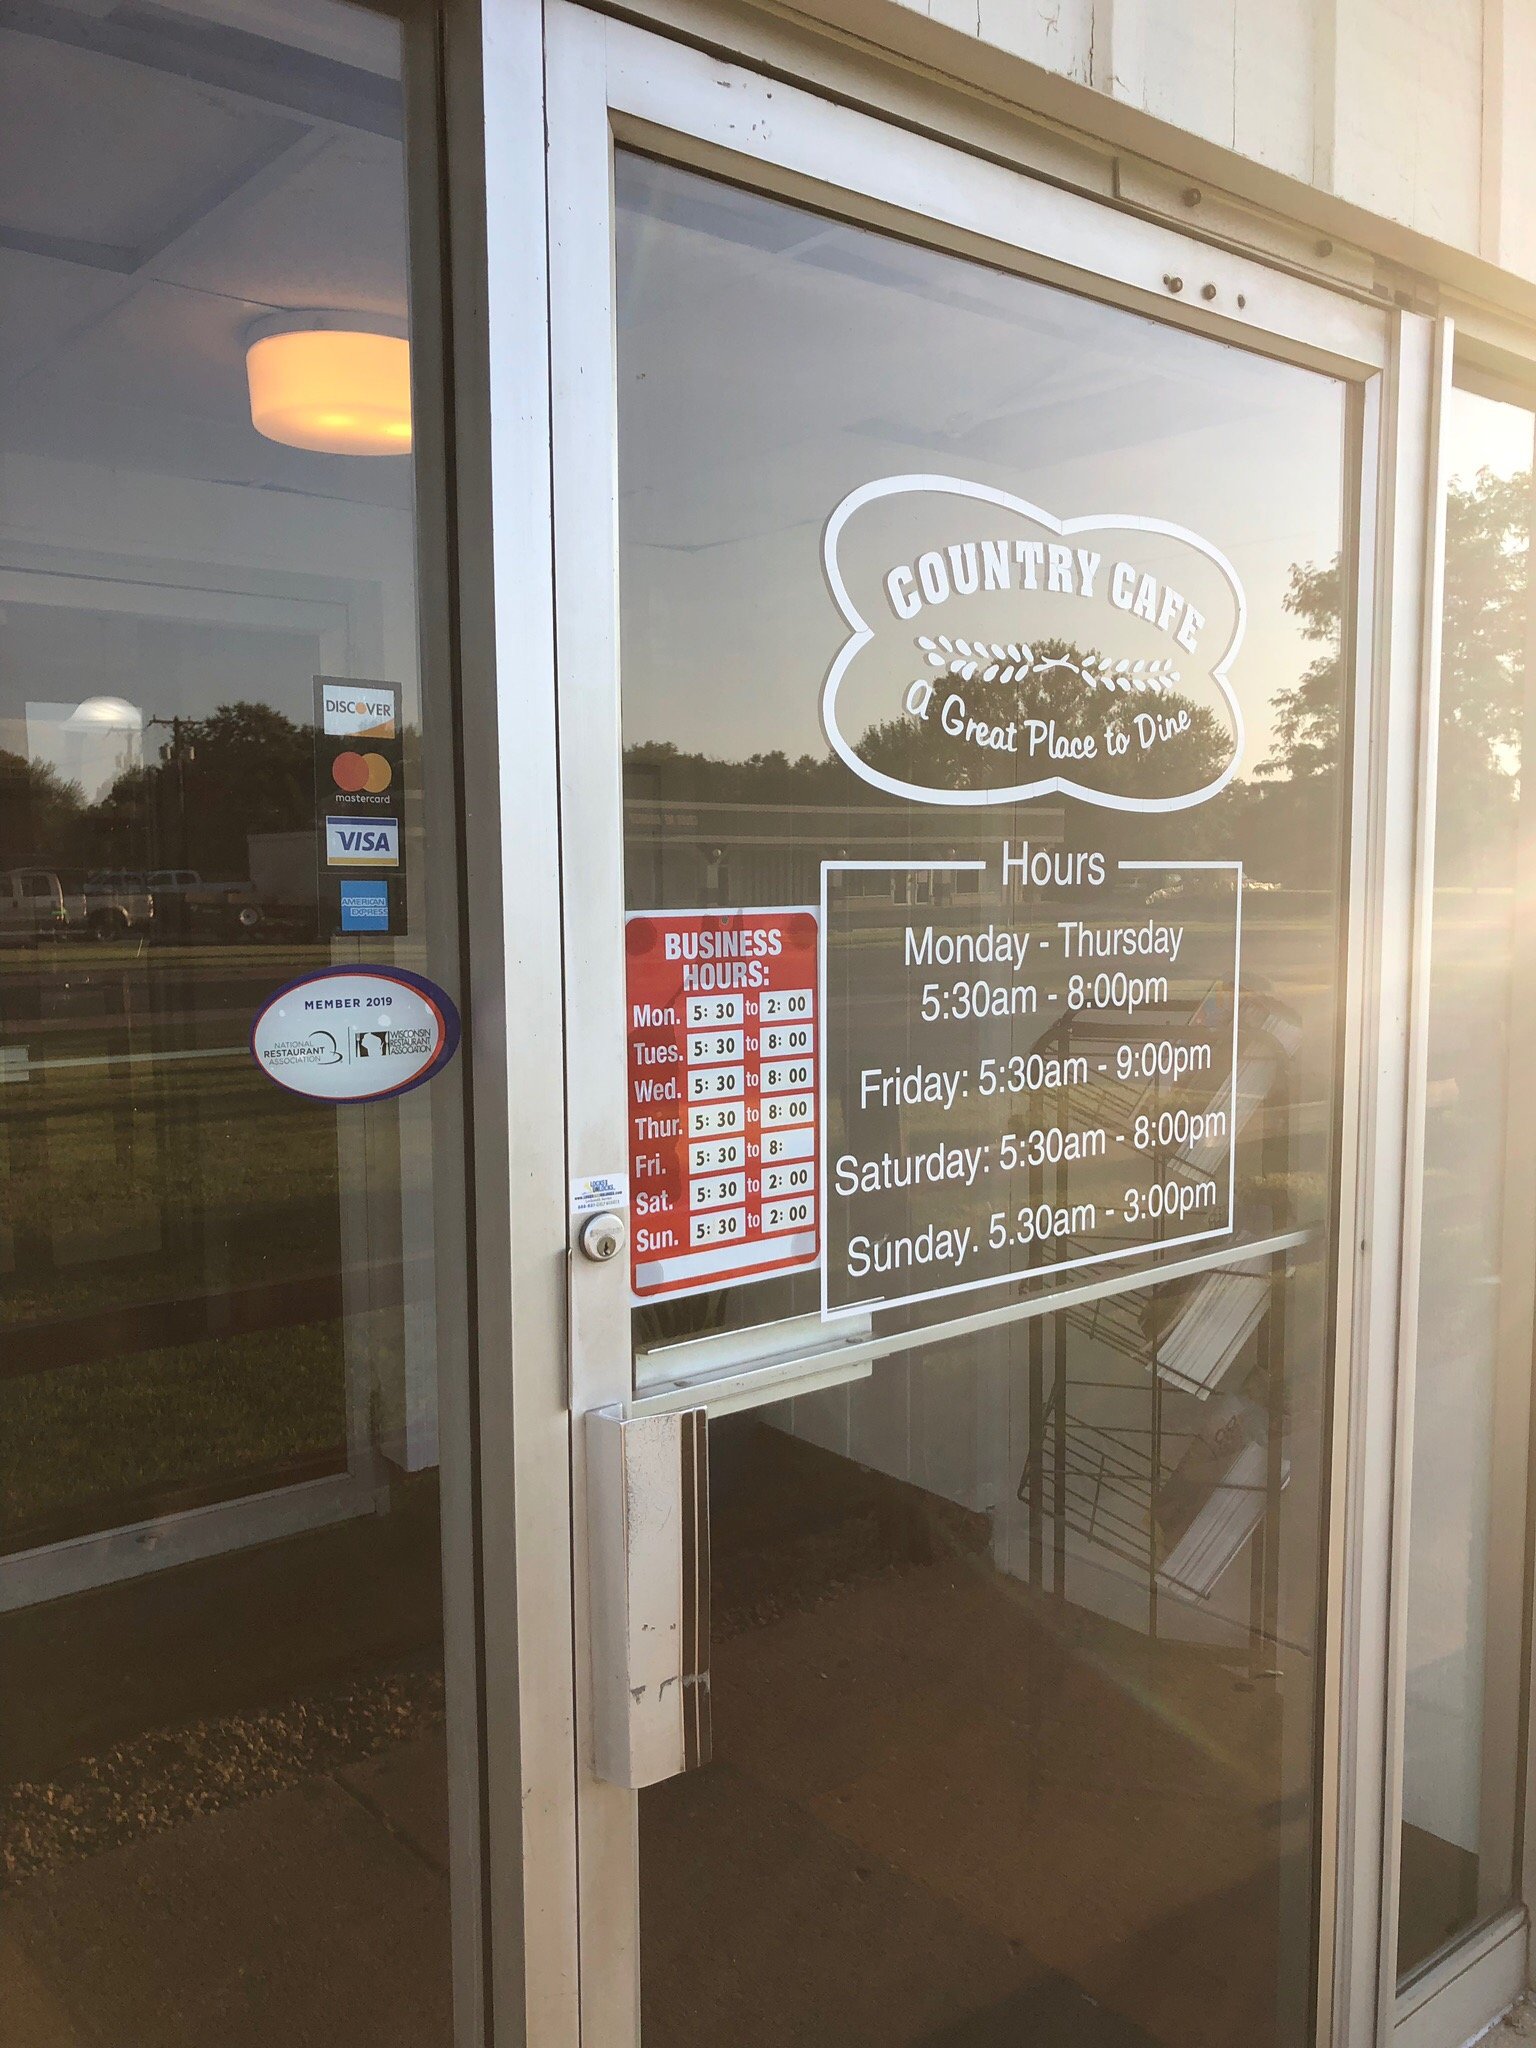 COUNTRY CAFE
A Great Place to Dine
Hours
Monday - Thursday
5:30am - 8:00pm
Friday: 5:30am - 9:00pm
Saturday: 5:30am - 8:00pm
Sunday. 5.30am - 3:00pm
BUSINESS
HOURS:
Mon. 5: 30 to 2: 00
Tues. 5: 30 to 8: 00
Wed. 5: 30 to 8: 00
Thur. 5: 30 to 8: 00
Fri. 5: 30 to 8:
Sat. 5: 30 to 2: 00
Sun. 5: 30 to 2: 00
DISCOVER
mastercard
VISA
AMERICAN
EXPRESS
MEMBER 2019
NATIONAL
RESTAURANT
ASSOCIATION
WISCONSIN
RESTAURANT
ASSOCIATION